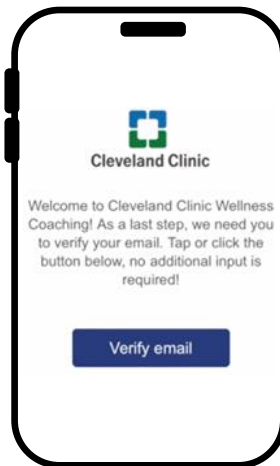 Cleveland Clinic
Welcome to Cleveland Clinic Wellness
Coaching! As a last step, we need you
to verify your email. Tap or click the
button below, no additional input is
required!
Verify email